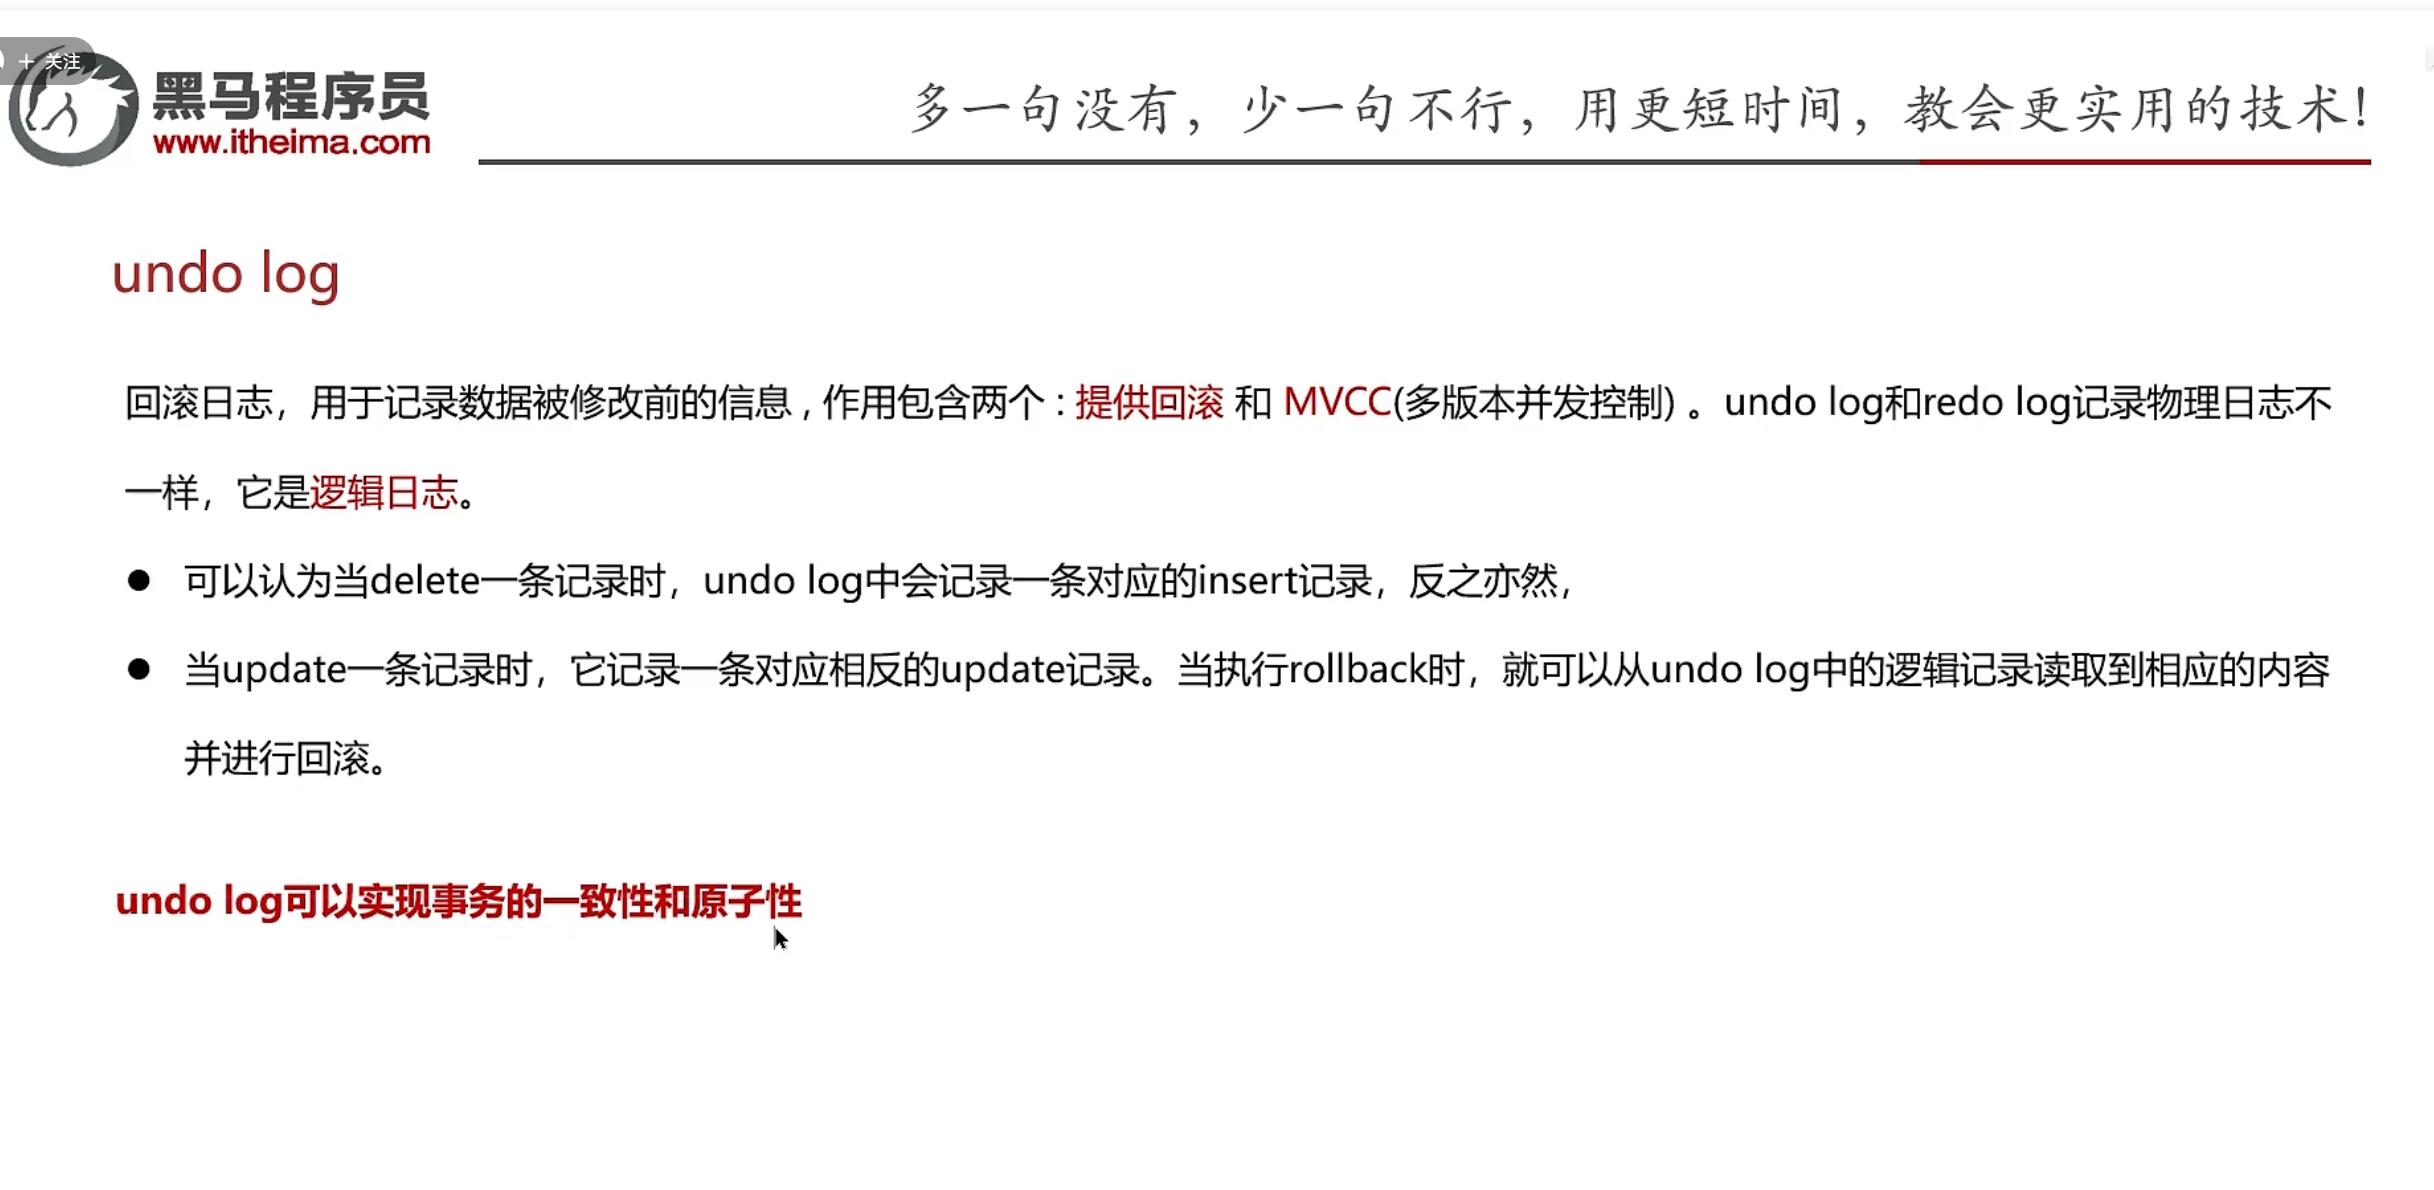 + 关注
黑马程序员
www.itheima.com
多一句没有，少一句不行，用更短时间，教会更实用的技术！
undo log
回滚日志，用于记录数据被修改前的信息 , 作用包含两个 : 提供回滚 和 MVCC(多版本并发控制) 。undo log和redo log记录物理日志不
一样，它是逻辑日志。
● 可以认为当delete一条记录时，undo log中会记录一条对应的insert记录，反之亦然，
● 当update一条记录时，它记录一条对应相反的update记录。当执行rollback时，就可以从undo log中的逻辑记录读取到相应的内容
并进行回滚。
undo log可以实现事务的一致性和原子性